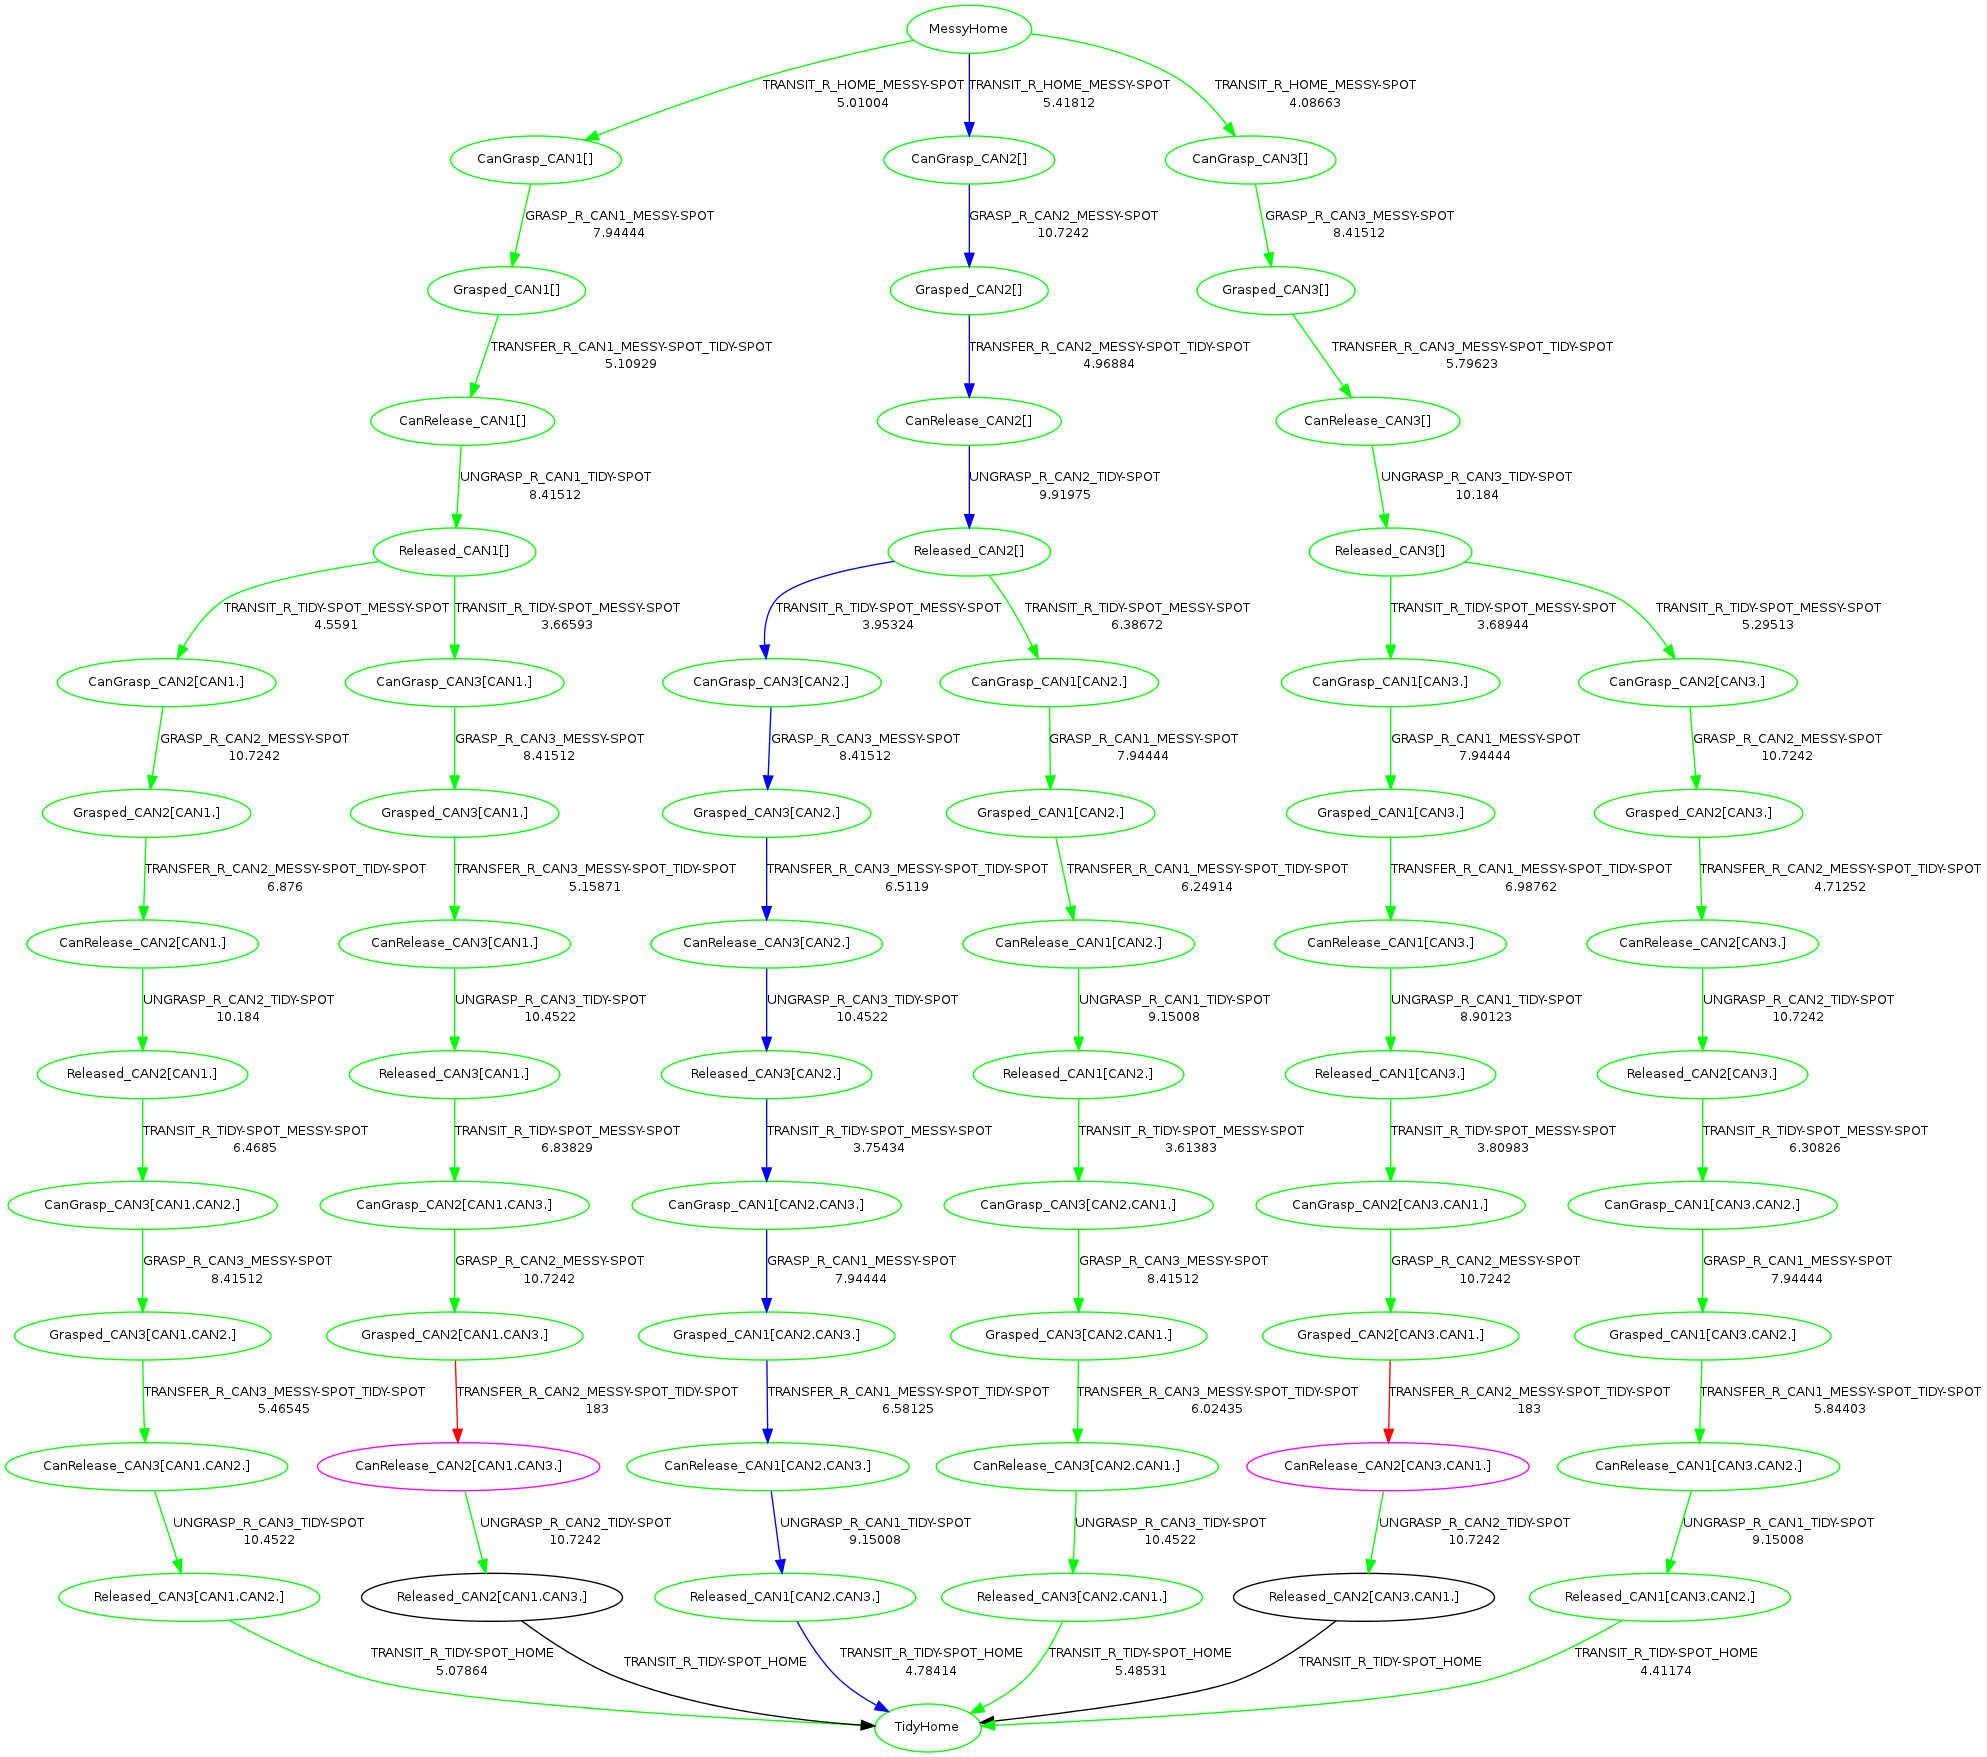 MessyHome
TRANSIT_R_HOME_MESSY-SPOT
5.01004
TRANSIT_R_HOME_MESSY-SPOT
5.41812
TRANSIT_R_HOME_MESSY-SPOT
4.08663
CanGrasp_CAN1[]
CanGrasp_CAN2[]
CanGrasp_CAN3[]
GRASP_R_CAN1_MESSY-SPOT
7.94444
GRASP_R_CAN2_MESSY-SPOT
10.7242
GRASP_R_CAN3_MESSY-SPOT
8.41512
Grasped_CAN1[]
Grasped_CAN2[]
Grasped_CAN3[]
TRANSFER_R_CAN1_MESSY-SPOT_TIDY-SPOT
5.10929
TRANSFER_R_CAN2_MESSY-SPOT_TIDY-SPOT
4.96884
TRANSFER_R_CAN3_MESSY-SPOT_TIDY-SPOT
5.79623
CanRelease_CAN1[]
CanRelease_CAN2[]
CanRelease_CAN3[]
UNGRASP_R_CAN1_TIDY-SPOT
8.41512
UNGRASP_R_CAN2_TIDY-SPOT
9.91975
UNGRASP_R_CAN3_TIDY-SPOT
10.184
Released_CAN1[]
Released_CAN2[]
Released_CAN3[]
TRANSIT_R_TIDY-SPOT_MESSY-SPOT
4.5591
TRANSIT_R_TIDY-SPOT_MESSY-SPOT
3.66593
TRANSIT_R_TIDY-SPOT_MESSY-SPOT
3.95324
TRANSIT_R_TIDY-SPOT_MESSY-SPOT
6.38672
TRANSIT_R_TIDY-SPOT_MESSY-SPOT
3.68944
TRANSIT_R_TIDY-SPOT_MESSY-SPOT
5.29513
CanGrasp_CAN2[CAN1.]
CanGrasp_CAN3[CAN1.]
CanGrasp_CAN3[CAN2.]
CanGrasp_CAN1[CAN2.]
CanGrasp_CAN1[CAN3.]
CanGrasp_CAN2[CAN3.]
GRASP_R_CAN2_MESSY-SPOT
10.7242
GRASP_R_CAN3_MESSY-SPOT
8.41512
GRASP_R_CAN3_MESSY-SPOT
8.41512
GRASP_R_CAN1_MESSY-SPOT
7.94444
GRASP_R_CAN1_MESSY-SPOT
7.94444
GRASP_R_CAN2_MESSY-SPOT
10.7242
Grasped_CAN2[CAN1.]
Grasped_CAN3[CAN1.]
Grasped_CAN3[CAN2.]
Grasped_CAN1[CAN2.]
Grasped_CAN1[CAN3.]
Grasped_CAN2[CAN3.]
TRANSFER_R_CAN2_MESSY-SPOT_TIDY-SPOT
6.876
TRANSFER_R_CAN3_MESSY-SPOT_TIDY-SPOT
5.15871
TRANSFER_R_CAN3_MESSY-SPOT_TIDY-SPOT
6.5119
TRANSFER_R_CAN1_MESSY-SPOT_TIDY-SPOT
6.24914
TRANSFER_R_CAN1_MESSY-SPOT_TIDY-SPOT
6.98762
TRANSFER_R_CAN2_MESSY-SPOT_TIDY-SPOT
4.71252
CanRelease_CAN2[CAN1.]
CanRelease_CAN3[CAN1.]
CanRelease_CAN3[CAN2.]
CanRelease_CAN1[CAN2.]
CanRelease_CAN1[CAN3.]
CanRelease_CAN2[CAN3.]
UNGRASP_R_CAN2_TIDY-SPOT
10.184
UNGRASP_R_CAN3_TIDY-SPOT
10.4522
UNGRASP_R_CAN3_TIDY-SPOT
10.4522
UNGRASP_R_CAN1_TIDY-SPOT
9.15008
UNGRASP_R_CAN1_TIDY-SPOT
8.90123
UNGRASP_R_CAN2_TIDY-SPOT
10.7242
Released_CAN2[CAN1.]
Released_CAN3[CAN1.]
Released_CAN3[CAN2.]
Released_CAN1[CAN2.]
Released_CAN1[CAN3.]
Released_CAN2[CAN3.]
TRANSIT_R_TIDY-SPOT_MESSY-SPOT
6.4685
TRANSIT_R_TIDY-SPOT_MESSY-SPOT
6.83829
TRANSIT_R_TIDY-SPOT_MESSY-SPOT
3.75434
TRANSIT_R_TIDY-SPOT_MESSY-SPOT
3.61383
TRANSIT_R_TIDY-SPOT_MESSY-SPOT
3.80983
TRANSIT_R_TIDY-SPOT_MESSY-SPOT
6.30826
CanGrasp_CAN3[CAN1.CAN2.]
CanGrasp_CAN2[CAN1.CAN3.]
CanGrasp_CAN1[CAN2.CAN3.]
CanGrasp_CAN3[CAN2.CAN1.]
CanGrasp_CAN2[CAN3.CAN1.]
CanGrasp_CAN1[CAN3.CAN2.]
GRASP_R_CAN3_MESSY-SPOT
8.41512
GRASP_R_CAN2_MESSY-SPOT
10.7242
GRASP_R_CAN1_MESSY-SPOT
7.94444
GRASP_R_CAN3_MESSY-SPOT
8.41512
GRASP_R_CAN2_MESSY-SPOT
10.7242
GRASP_R_CAN1_MESSY-SPOT
7.94444
Grasped_CAN3[CAN1.CAN2.]
Grasped_CAN2[CAN1.CAN3.]
Grasped_CAN1[CAN2.CAN3.]
Grasped_CAN3[CAN2.CAN1.]
Grasped_CAN2[CAN3.CAN1.]
Grasped_CAN1[CAN3.CAN2.]
TRANSFER_R_CAN3_MESSY-SPOT_TIDY-SPOT
5.46545
TRANSFER_R_CAN2_MESSY-SPOT_TIDY-SPOT
183
TRANSFER_R_CAN1_MESSY-SPOT_TIDY-SPOT
6.58125
TRANSFER_R_CAN3_MESSY-SPOT_TIDY-SPOT
6.02435
TRANSFER_R_CAN2_MESSY-SPOT_TIDY-SPOT
183
TRANSFER_R_CAN1_MESSY-SPOT_TIDY-SPOT
5.84403
CanRelease_CAN3[CAN1.CAN2.]
CanRelease_CAN2[CAN1.CAN3.]
CanRelease_CAN1[CAN2.CAN3.]
CanRelease_CAN3[CAN2.CAN1.]
CanRelease_CAN2[CAN3.CAN1.]
CanRelease_CAN1[CAN3.CAN2.]
UNGRASP_R_CAN3_TIDY-SPOT
10.4522
UNGRASP_R_CAN2_TIDY-SPOT
10.7242
UNGRASP_R_CAN1_TIDY-SPOT
9.15008
UNGRASP_R_CAN3_TIDY-SPOT
10.4522
UNGRASP_R_CAN2_TIDY-SPOT
10.7242
UNGRASP_R_CAN1_TIDY-SPOT
9.15008
Released_CAN3[CAN1.CAN2.]
Released_CAN2[CAN1.CAN3.]
Released_CAN1[CAN2.CAN3.]
Released_CAN3[CAN2.CAN1.]
Released_CAN2[CAN3.CAN1.]
Released_CAN1[CAN3.CAN2.]
TRANSIT_R_TIDY-SPOT_HOME
5.07864
TRANSIT_R_TIDY-SPOT_HOME
TRANSIT_R_TIDY-SPOT_HOME
4.78414
TRANSIT_R_TIDY-SPOT_HOME
5.48531
TRANSIT_R_TIDY-SPOT_HOME
TRANSIT_R_TIDY-SPOT_HOME
4.41174
TidyHome